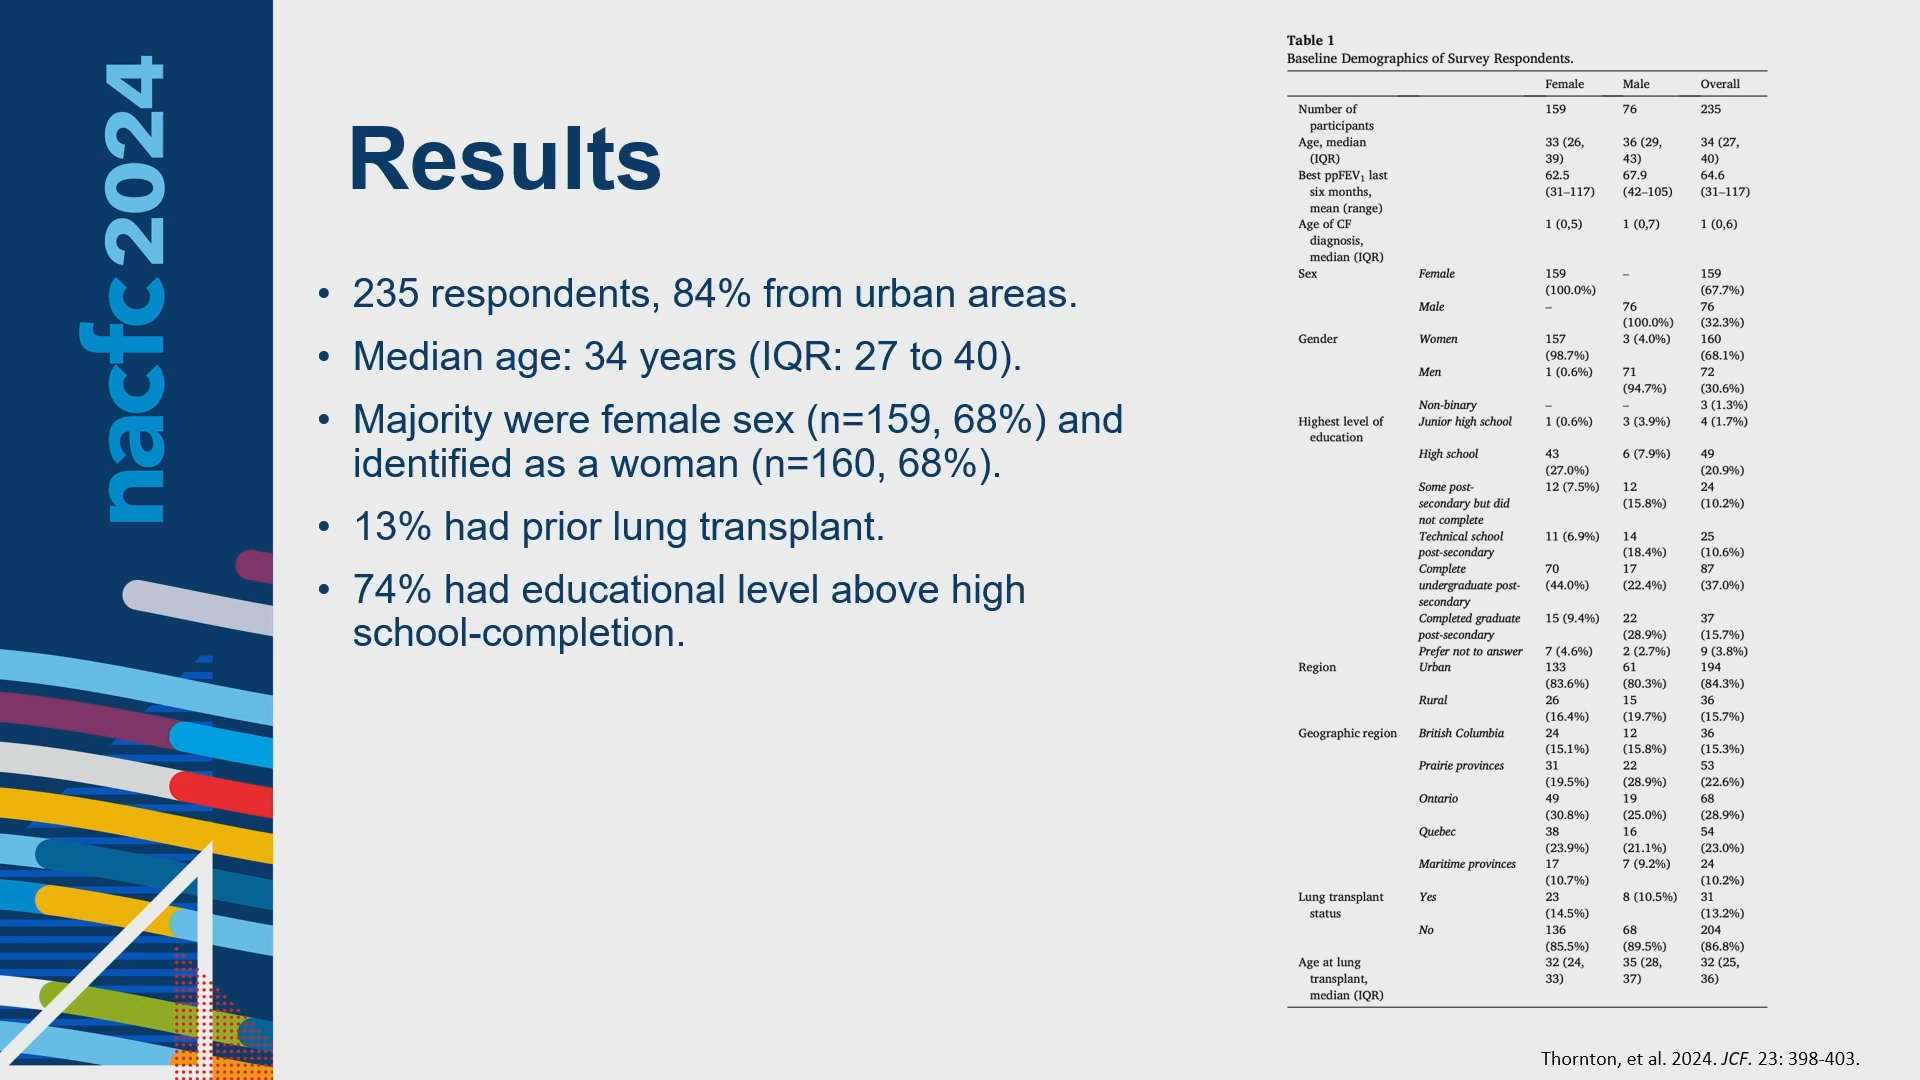 nacfc2024
Results
• 235 respondents, 84% from urban areas.
• Median age: 34 years (IQR: 27 to 40).
• Majority were female sex (n=159, 68%) and
identified as a woman (n=160, 68%).
• 13% had prior lung transplant.
• 74% had educational level above high
school-completion.
Table 1
Baseline Demographics of Survey Respondents.
Female Male Overall
Number of 159 76 235
participants
Age, median 33 (26, 36 (29, 34 (27,
(IQR) 39) 43) 40)
Best ppFEV₁ last 62.5 67.9 64.6
six months, (31–117) (42–105) (31–117)
mean (range)
Age of CF 1 (0,5) 1 (0,7) 1 (0,6)
diagnosis,
median (IQR)
Sex Female 159 – 159
(100.0%) (67.7%)
Male – 76 76
(100.0%) (32.3%)
Gender Women 157 3 (4.0%) 160
(98.7%) (68.1%)
Men 1 (0.6%) 71 72
(94.7%) (30.6%)
Non-binary – – 3 (1.3%)
Highest level of Junior high school 1 (0.6%) 3 (3.9%) 4 (1.7%)
education
High school 43 6 (7.9%) 49
(27.0%) (20.9%)
Some post- 12 (7.5%) 12 24
secondary but did (15.8%) (10.2%)
not complete
Technical school 11 (6.9%) 14 25
post-secondary (18.4%) (10.6%)
Complete 70 17 87
undergraduate post- (44.0%) (22.4%) (37.0%)
secondary
Completed graduate 15 (9.4%) 22 37
post-secondary (28.9%) (15.7%)
Prefer not to answer 7 (4.6%) 2 (2.7%) 9 (3.8%)
Region Urban 133 61 194
(83.6%) (80.3%) (84.3%)
Rural 26 15 36
(16.4%) (19.7%) (15.7%)
Geographic region British Columbia 24 12 36
(15.1%) (15.8%) (15.3%)
Prairie provinces 31 22 53
(19.5%) (28.9%) (22.6%)
Ontario 49 19 68
(30.8%) (25.0%) (28.9%)
Quebec 38 16 54
(23.9%) (21.1%) (23.0%)
Maritime provinces 17 7 (9.2%) 24
(10.7%) (10.2%)
Lung transplant Yes 23 8 (10.5%) 31
status (14.5%) (13.2%)
No 136 68 204
(85.5%) (89.5%) (86.8%)
Age at lung 32 (24, 35 (28, 32 (25,
transplant, 33) 37) 36)
median (IQR)
Thornton, et al. 2024. JCF. 23: 398-403.